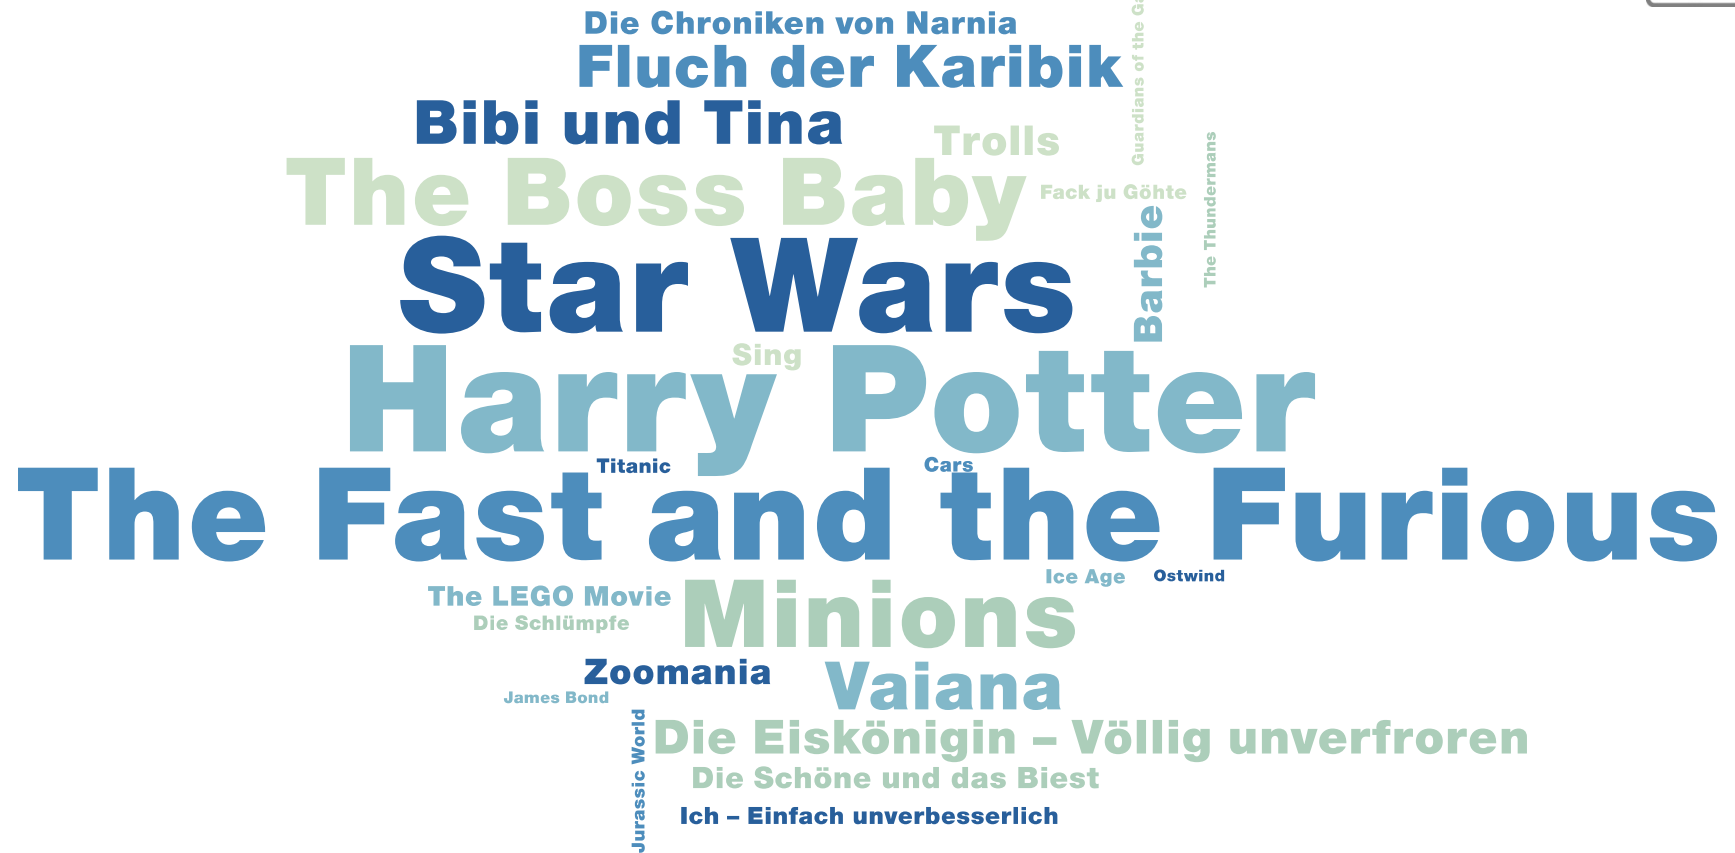 Die Chroniken von Narnia
Fluch der Karibik
Guardians of the
Bibi und Tina
Trolls
The Thundermans
The Boss Baby
Fack ju Göhte
Barbie
Star Wars
Sing
Harry Potter
Titanic
Cars
The Fast and the Furious
Ice Age
Ostwind
The LEGO Movie
Minions
Die Schlümpfe
Zoomania
Vaiana
James Bond
Jurassic World
Die Eiskönigin – Völlig unverfroren
Die Schöne und das Biest
Ich – Einfach unverbesserlich